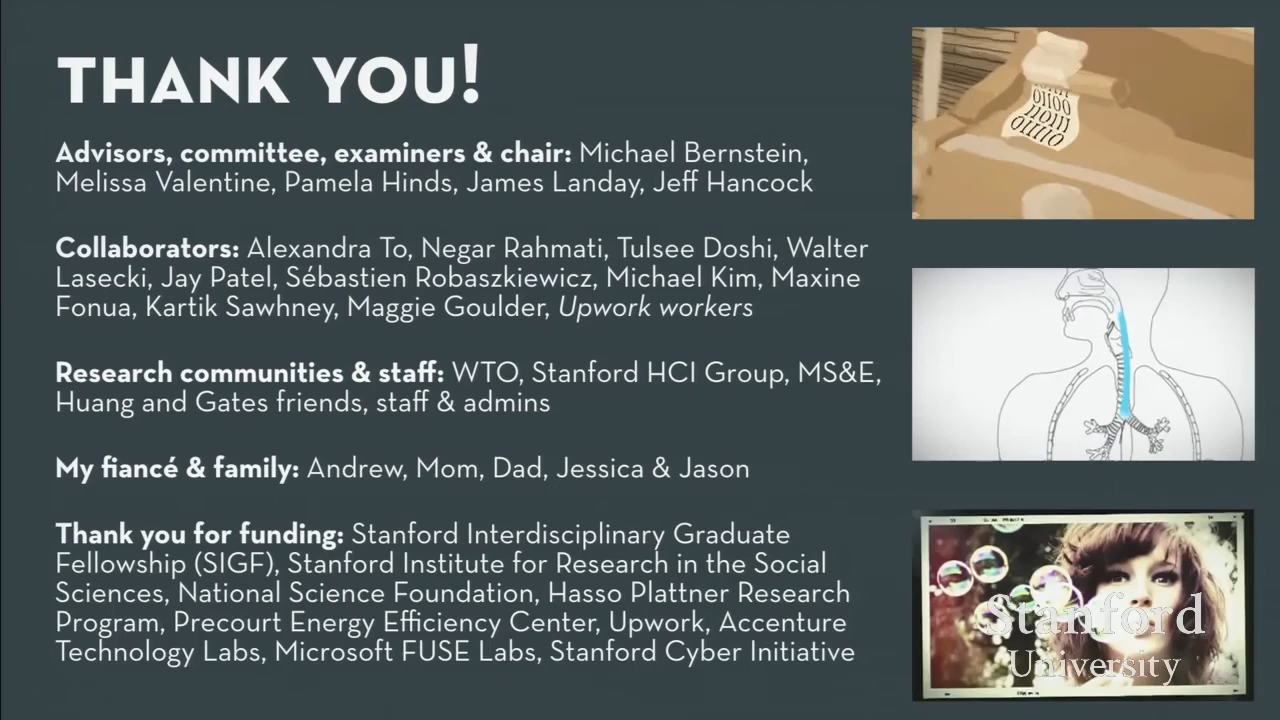 THANK YOU!
Advisors, committee, examiners & chair: Michael Bernstein,
Melissa Valentine, Pamela Hinds, James Landay, Jeff Hancock
Collaborators: Alexandra To, Negar Rahmati, Tulsee Doshi, Walter
Lasecki, Jay Patel, Sébastien Robaszkiewicz, Michael Kim, Maxine
Fonua, Kartik Sawhney, Maggie Goulder, Upwork workers
Research communities & staff: WTO, Stanford HCI Group, MS&E,
Huang and Gates friends, staff & admins
My fiancé & family: Andrew, Mom, Dad, Jessica & Jason
Thank you for funding: Stanford Interdisciplinary Graduate
Fellowship (SIGF), Stanford Institute for Research in the Social
Sciences, National Science Foundation, Hasso Plattner Research
Program, Precourt Energy Efficiency Center, Upwork, Accenture
Technology Labs, Microsoft FUSE Labs, Stanford Cyber Initiative
01100
11011
01110
Stanford
University